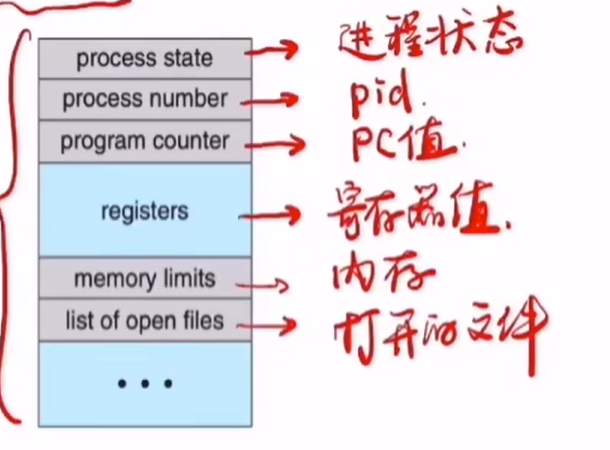 process state 进程状态
process number pid.
program counter PC值.
registers 寄存器值.
memory limits 内存
list of open files 打开的文件
• • •